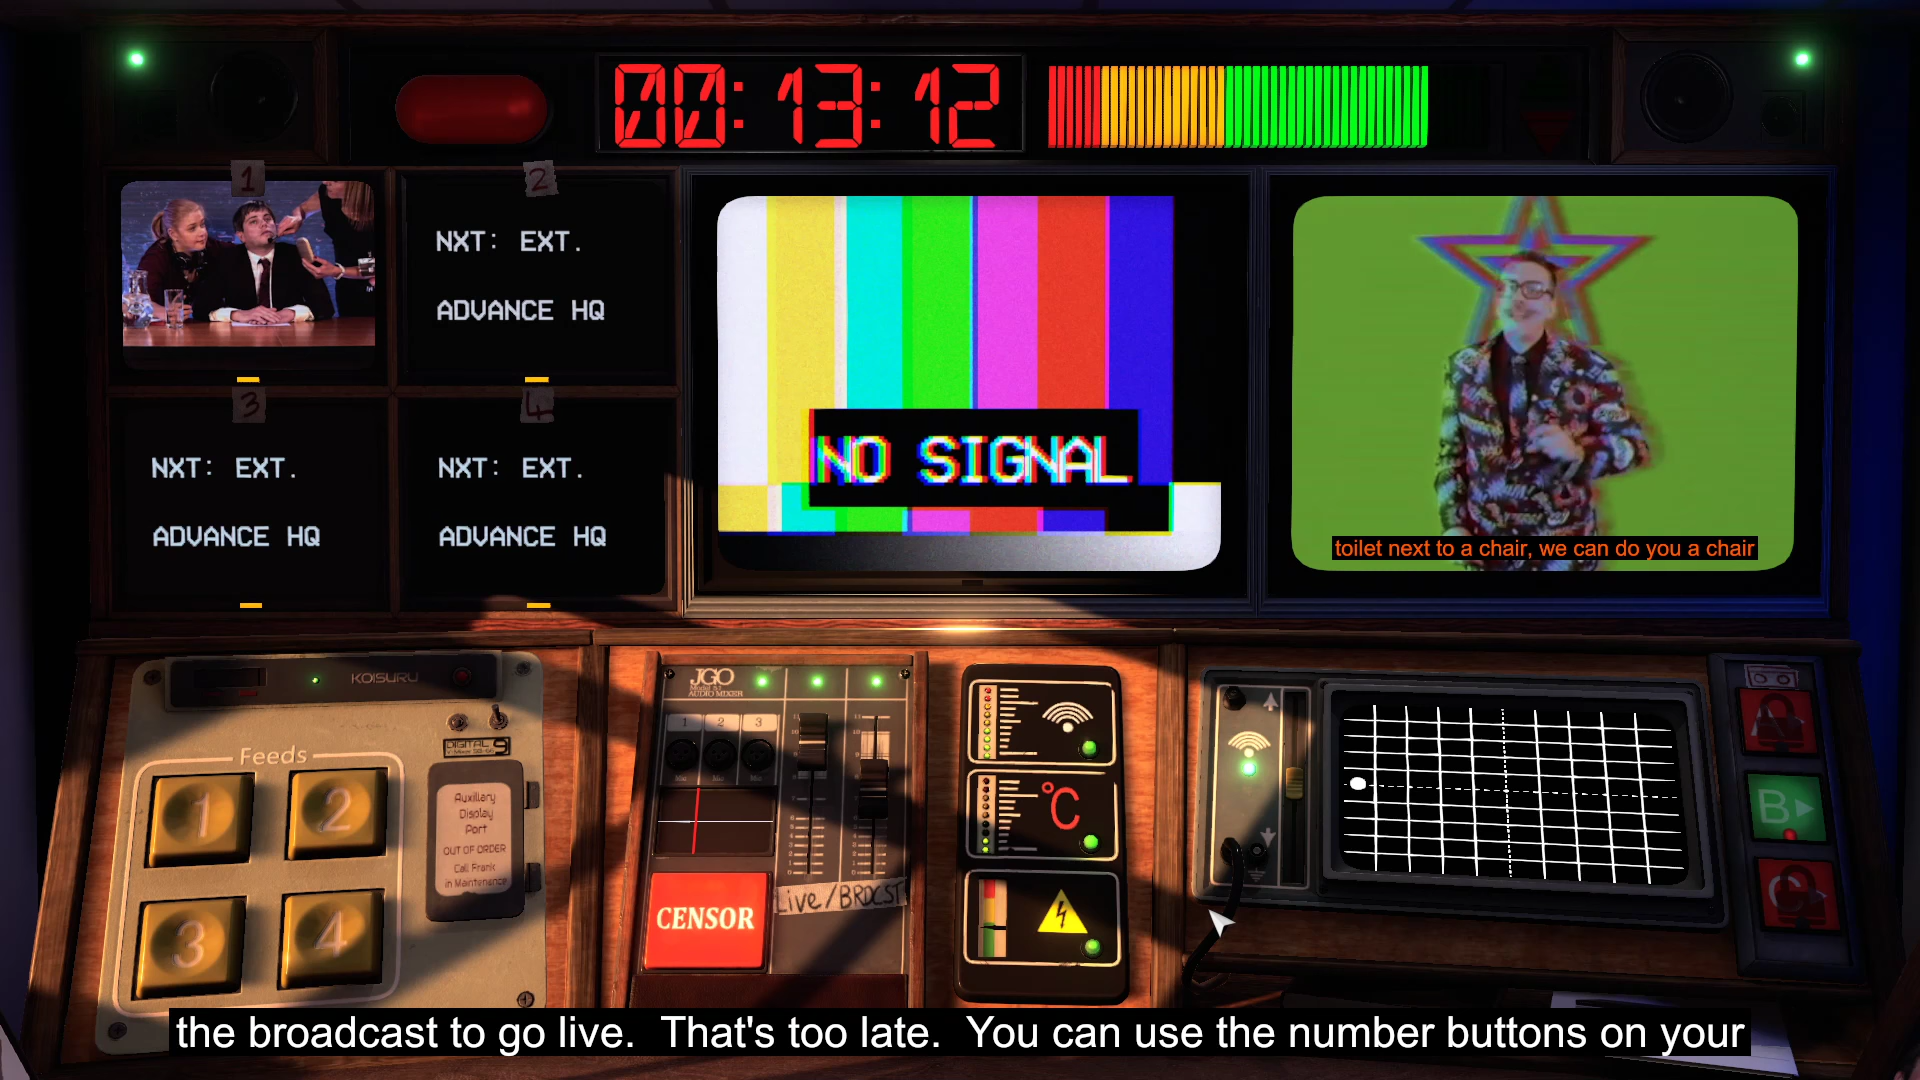 00:13:12
1
2
NXT: EXT.
ADVANCE HQ
3
NXT: EXT.
ADVANCE HQ
4
NXT: EXT.
ADVANCE HQ
NO SIGNAL
toilet next to a chair, we can do you a chair
KOISURU
DIGITAL 9
Feeds
1
2
3
4
Auxillary
Display
Port
OUT OF ORDER
Call Frank
in Maintenance
JGO
AUDIO MIXER
1 2 3
CENSOR
Live/BRDCST
°C
B
the broadcast to go live. That's too late. You can use the number buttons on your